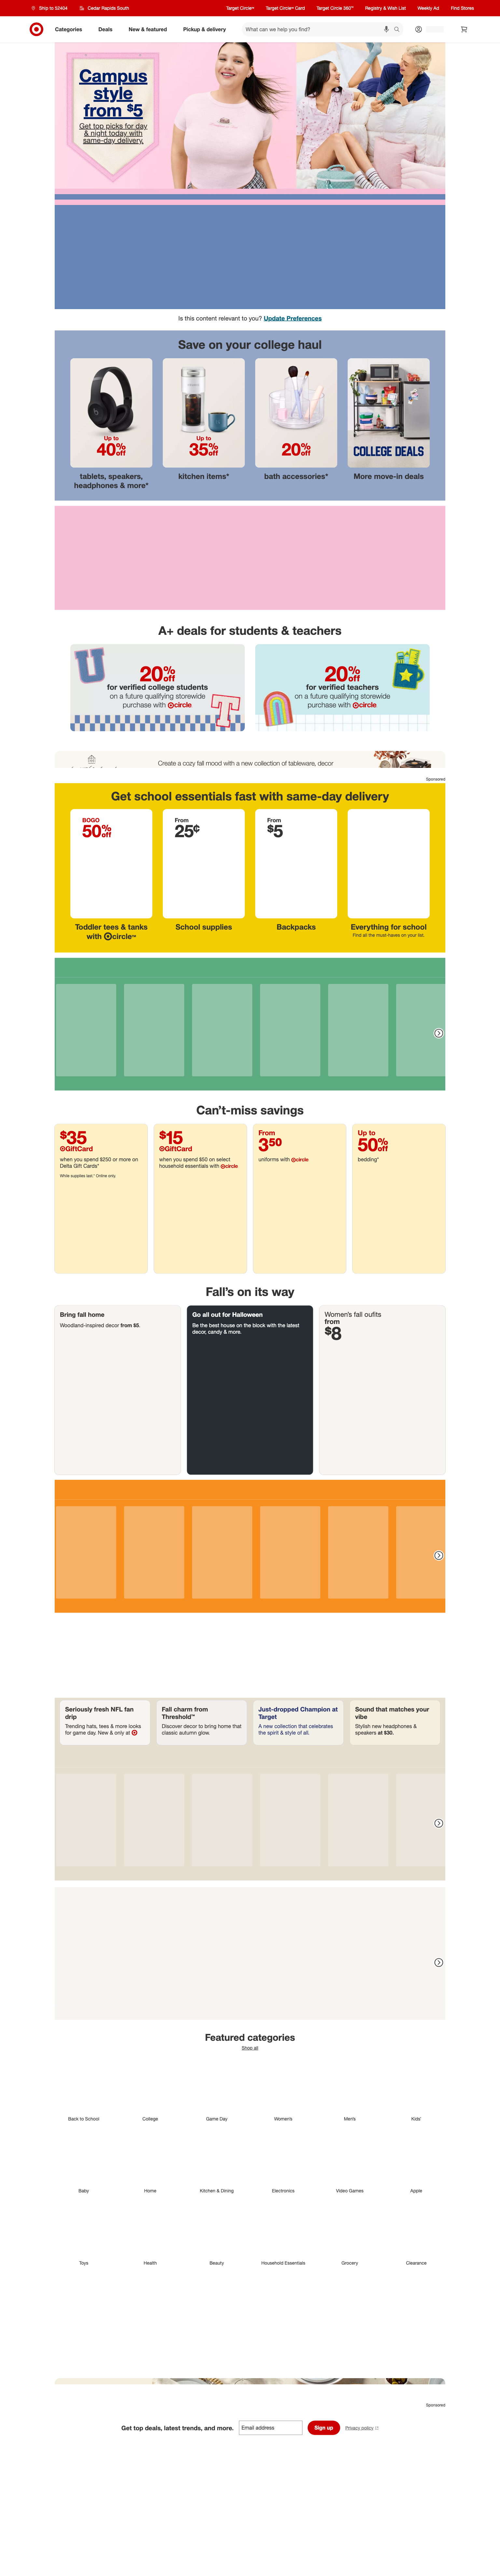 Ship to 52404
Cedar Rapids South
Target Circle™
Target Circle™ Card
Target Circle 360™
Registry & Wish List
Weekly Ad
Find Stores
Categories
Deals
New & featured
Pickup & delivery
What can we help you find?
Campus
style
from $5
Get top picks for day
& night today with
same-day delivery.
Is this content relevant to you? Update Preferences
Save on your college haul
Up to
40% off
Up to
35% off
20% off
COLLEGE DEALS
tablets, speakers,
headphones & more*
kitchen items*
bath accessories*
More move-in deals
A+ deals for students & teachers
U
T
20% off
for verified college students
on a future qualifying storewide
purchase with circle
20% off
for verified teachers
on a future qualifying storewide
purchase with circle
Create a cozy fall mood with a new collection of tableware, decor
Sponsored
Get school essentials fast with same-day delivery
BOGO
50% off
From
25¢
From
$5
Toddler tees & tanks
with circle™
School supplies
Backpacks
Everything for school
Find all the must-haves on your list.
Can't-miss savings
$35
GiftCard
when you spend $250 or more on
Delta Gift Cards*
While supplies last.* Online only.
$15
GiftCard
when you spend $50 on select
household essentials with circle
From
350
uniforms with circle
Up to
50% off
bedding*
Fall's on its way
Bring fall home
Woodland-inspired decor from $5.
Go all out for Halloween
Be the best house on the block with the latest
decor, candy & more.
Women's fall outfits
from
$8
Seriously fresh NFL fan
drip
Trending hats, tees & more looks
for game day. New & only at
Fall charm from
Threshold™
Discover decor to bring home that
classic autumn glow.
Just-dropped Champion at
Target
A new collection that celebrates
the spirit & style of all.
Sound that matches your
vibe
Stylish new headphones &
speakers at $30.
Featured categories
Shop all
Back to School
College
Game Day
Women's
Men's
Kids'
Baby
Home
Kitchen & Dining
Electronics
Video Games
Apple
Toys
Health
Beauty
Household Essentials
Grocery
Clearance
Sponsored
Get top deals, latest trends, and more.
Email address
Sign up
Privacy policy